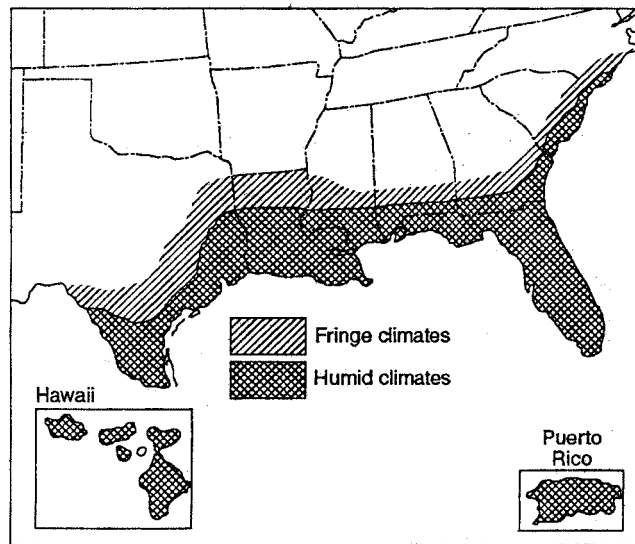 Fringe climates
Humid climates
Hawaii
Puerto
Rico